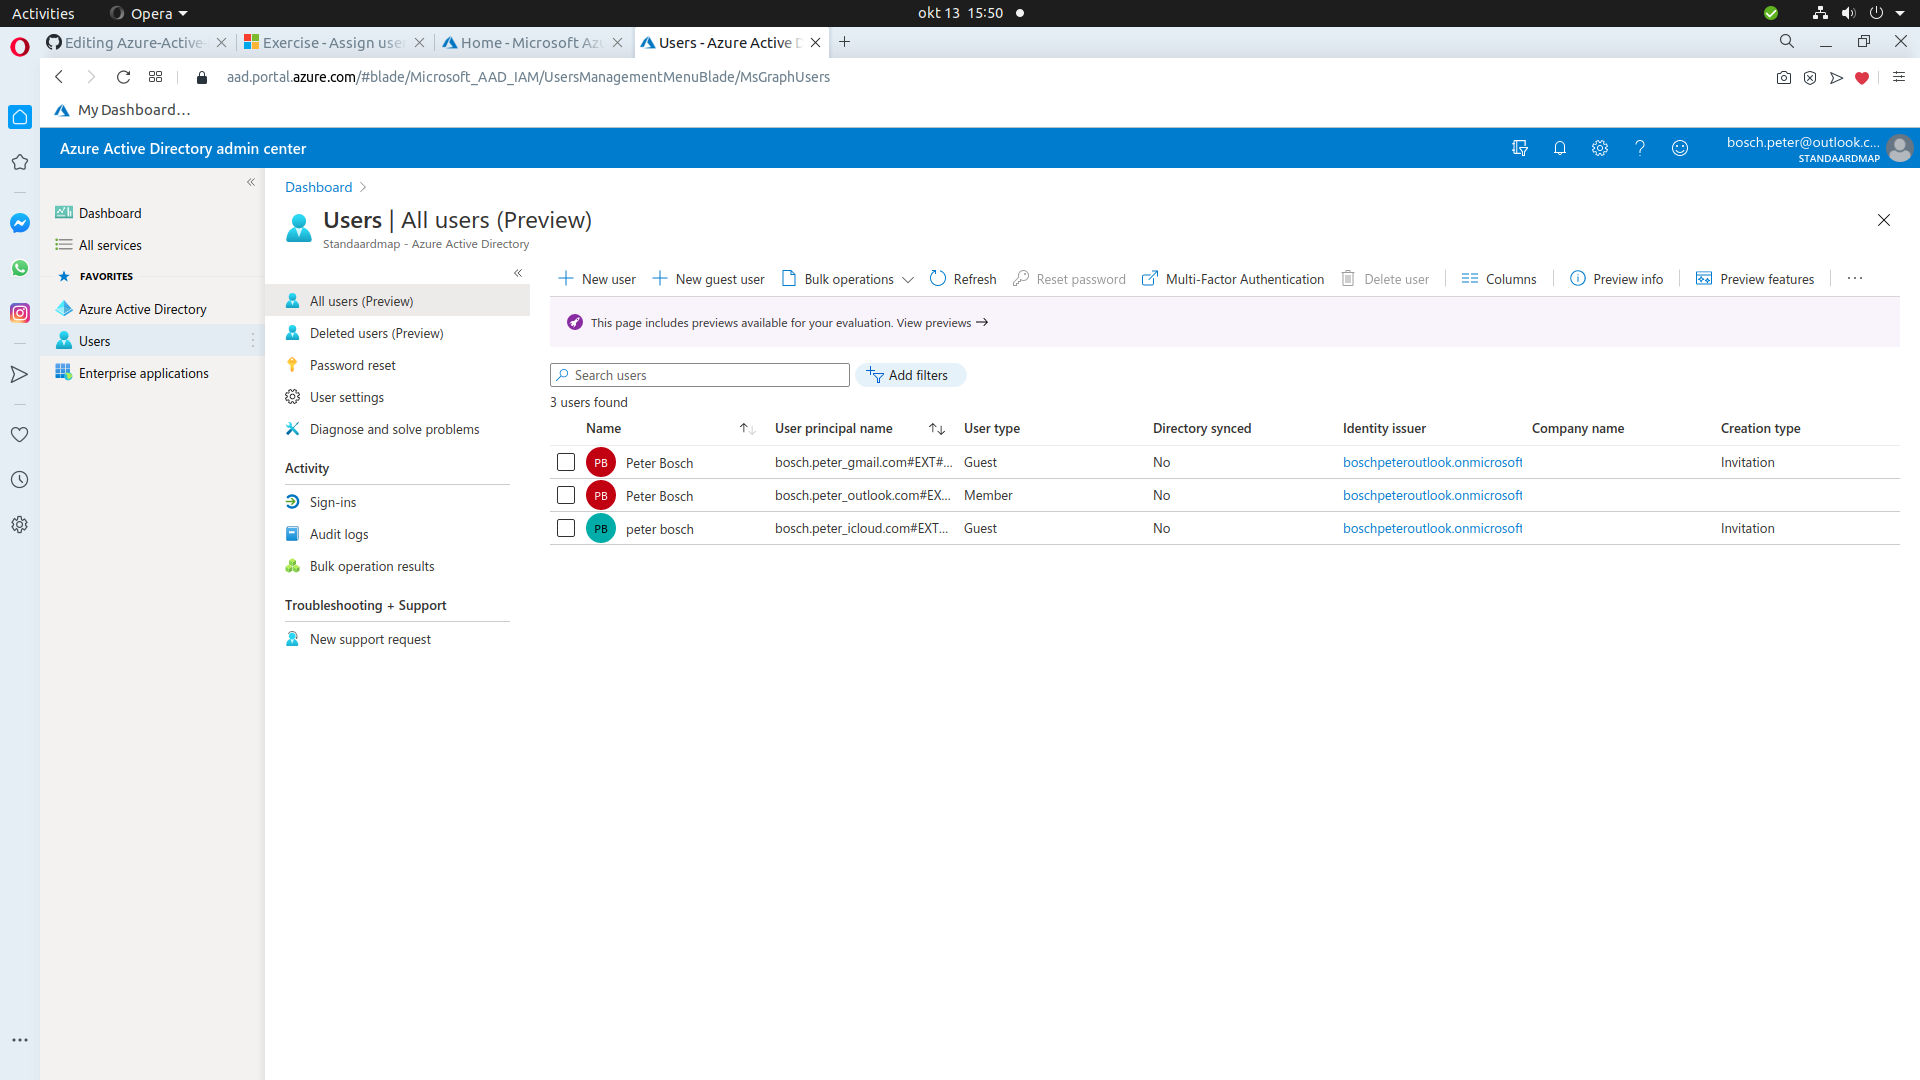 Activities
Opera
okt 13 15:50
Editing Azure-Active-
Exercise - Assign user
Home - Microsoft Az
Users - Azure Active D
aad.portal.azure.com/#blade/Microsoft_AAD_IAM/UsersManagementMenuBlade/MsGraphUsers
My Dashboard...
Azure Active Directory admin center
bosch.peter@outlook.c...
STANDAARDMAP
Dashboard
All services
FAVORITES
Azure Active Directory
Users
Enterprise applications
Dashboard
Users | All users (Preview)
Standaardmap - Azure Active Directory
All users (Preview)
Deleted users (Preview)
Password reset
User settings
Diagnose and solve problems
Activity
Sign-ins
Audit logs
Bulk operation results
Troubleshooting + Support
New support request
New user
New guest user
Bulk operations
Refresh
Reset password
Multi-Factor Authentication
Delete user
Columns
Preview info
Preview features
This page includes previews available for your evaluation. View previews →
Search users
Add filters
3 users found
Name User principal name User type Directory synced Identity issuer Company name Creation type
PB Peter Bosch bosch.peter_gmail.com#EXT#... Guest No boschpeteroutlook.onmicrosoft Invitation
PB Peter Bosch bosch.peter_outlook.com#EX... Member No boschpeteroutlook.onmicrosoft
PB peter bosch bosch.peter_icloud.com#EXT... Guest No boschpeteroutlook.onmicrosoft Invitation